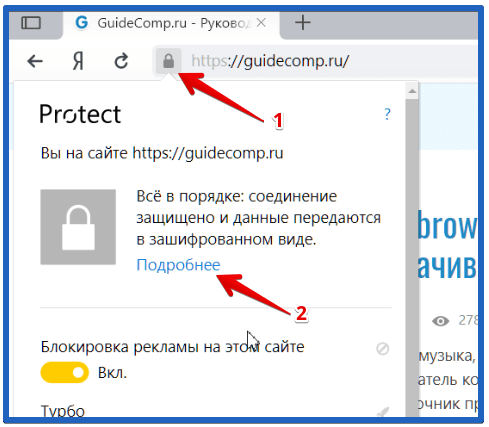 GuideComp.ru - Руковод
Я https://guidecomp.ru/
1
Protect ?
Вы на сайте https://guidecomp.ru
Всё в порядке: соединение
защищено и данные передаются
в зашифрованном виде.
Подробнее
2
brow
ачив
278
Блокировка рекламы на этом сайте
Вкл.
музыка,
атель ко
очник пр
Турбо